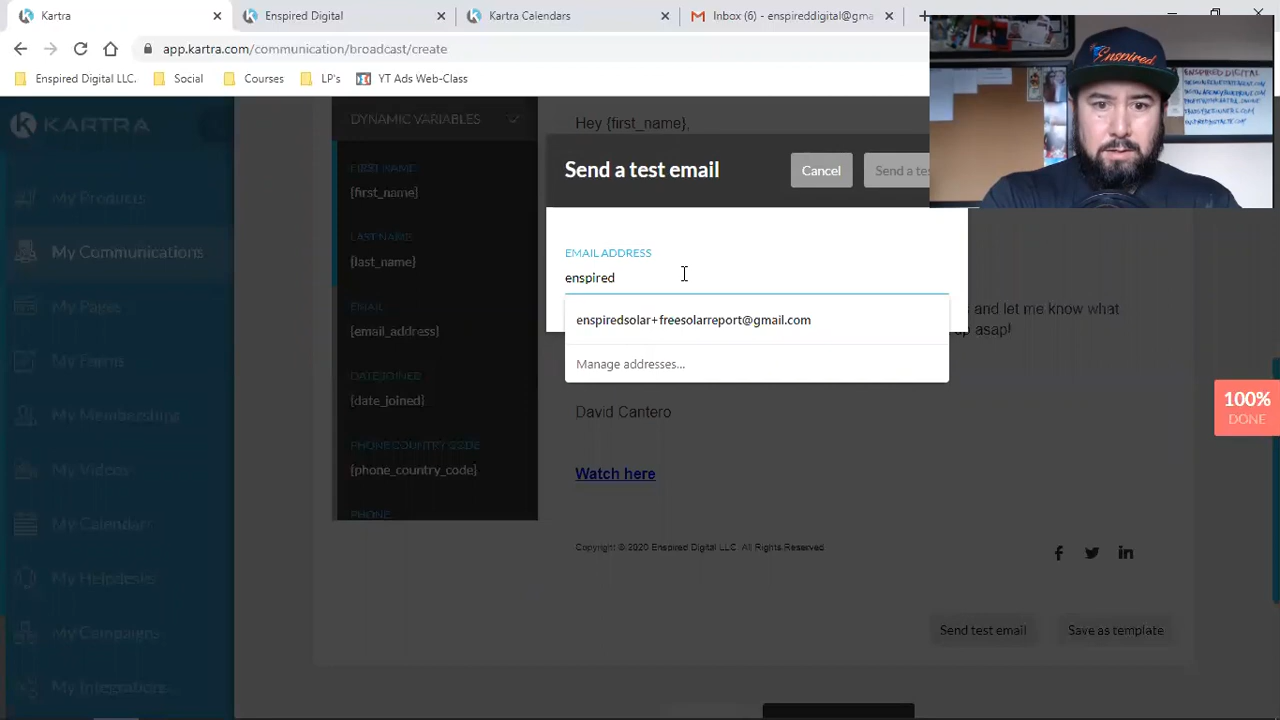 Kartra
Enspired Digital
Kartra Calendars
Inbox (6) - enspireddigital@gma
app.kartra.com/communication/broadcast/create
Enspired Digital LLC.
Social
Courses
LP's
YT Ads Web-Class
Enspired
ENSPIRED DIGITAL
KARTRA
My Products
My Communications
My Pages
My Forms
My Memberships
My Videos
My Calendars
My Helpdesks
My Campaigns
My Integrations...
DYNAMIC VARIABLES
FIRST NAME
{first_name}
LAST NAME
{last_name}
EMAIL
{email_address}
DATE JOINED
{date_joined}
PHONE COUNTRY CODE
{phone_country_code}
PHONE
Hey {first_name},
Send a test email
Cancel
Send a te
EMAIL ADDRESS
enspired
enspiredsolar+freesolarreport@gmail.com
Manage addresses...
s and let me know what
up asap!
David Cantero
Watch here
Copyright © 2020 Enspired Digital LLC. All Rights Reserved
Send test email
Save as template
100%
DONE